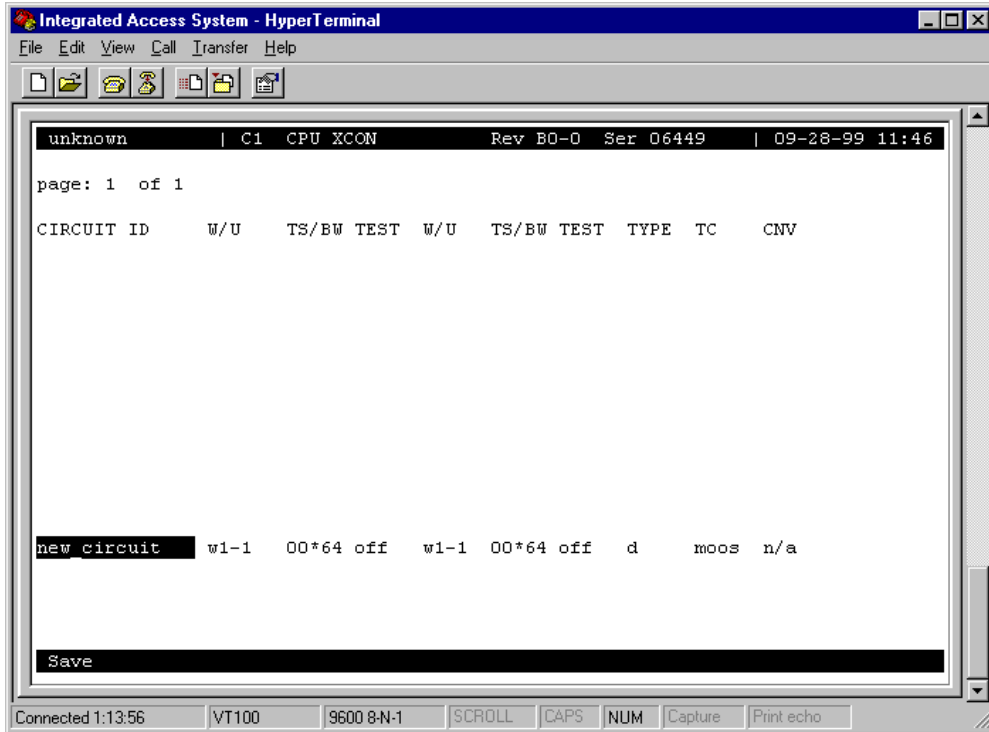 Integrated Access System - HyperTerminal
File Edit View Call Transfer Help
unknown | C1 CPU XCON Rev B0-0 Ser 06449 | 09-28-99 11:46
page: 1 of 1
CIRCUIT ID W/U TS/BW TEST W/U TS/BW TEST TYPE TC CNV
new_circuit w1-1 00*64 off w1-1 00*64 off d moos n/a
Save
Connected 1:13:56 VT100 9600 8-N-1 SCROLL CAPS NUM Capture Print echo